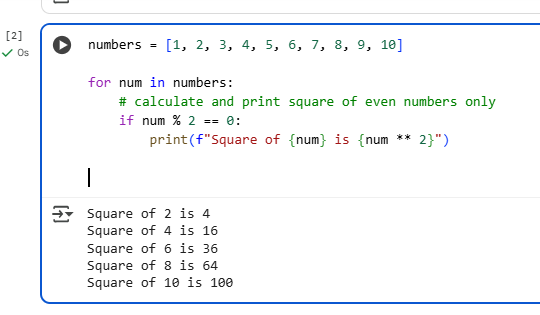 [2]
0s
numbers = [1, 2, 3, 4, 5, 6, 7, 8, 9, 10]
for num in numbers:
    # calculate and print square of even numbers only
    if num % 2 == 0:
        print(f"Square of {num} is {num ** 2}")
Square of 2 is 4
Square of 4 is 16
Square of 6 is 36
Square of 8 is 64
Square of 10 is 100